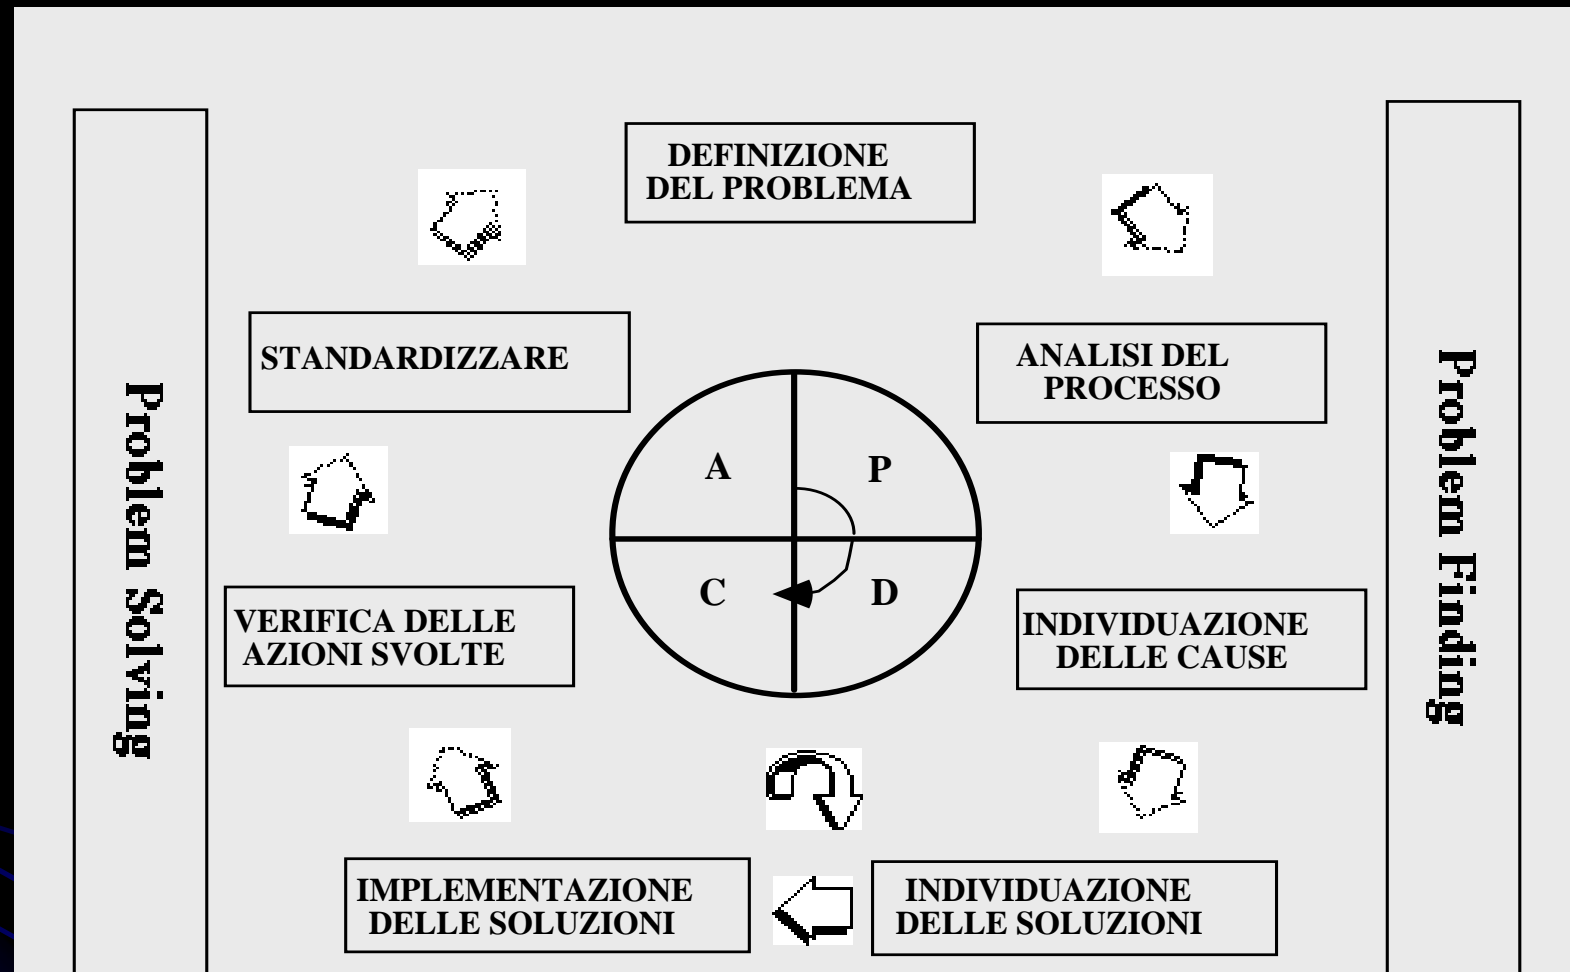 DEFINIZIONE
DEL PROBLEMA
STANDARDIZZARE
ANALISI DEL
PROCESSO
A
P
C
D
VERIFICA DELLE
AZIONI SVOLTE
INDIVIDUAZIONE
DELLE CAUSE
IMPLEMENTAZIONE
DELLE SOLUZIONI
INDIVIDUAZIONE
DELLE SOLUZIONI
Problem Solving
Problem Finding